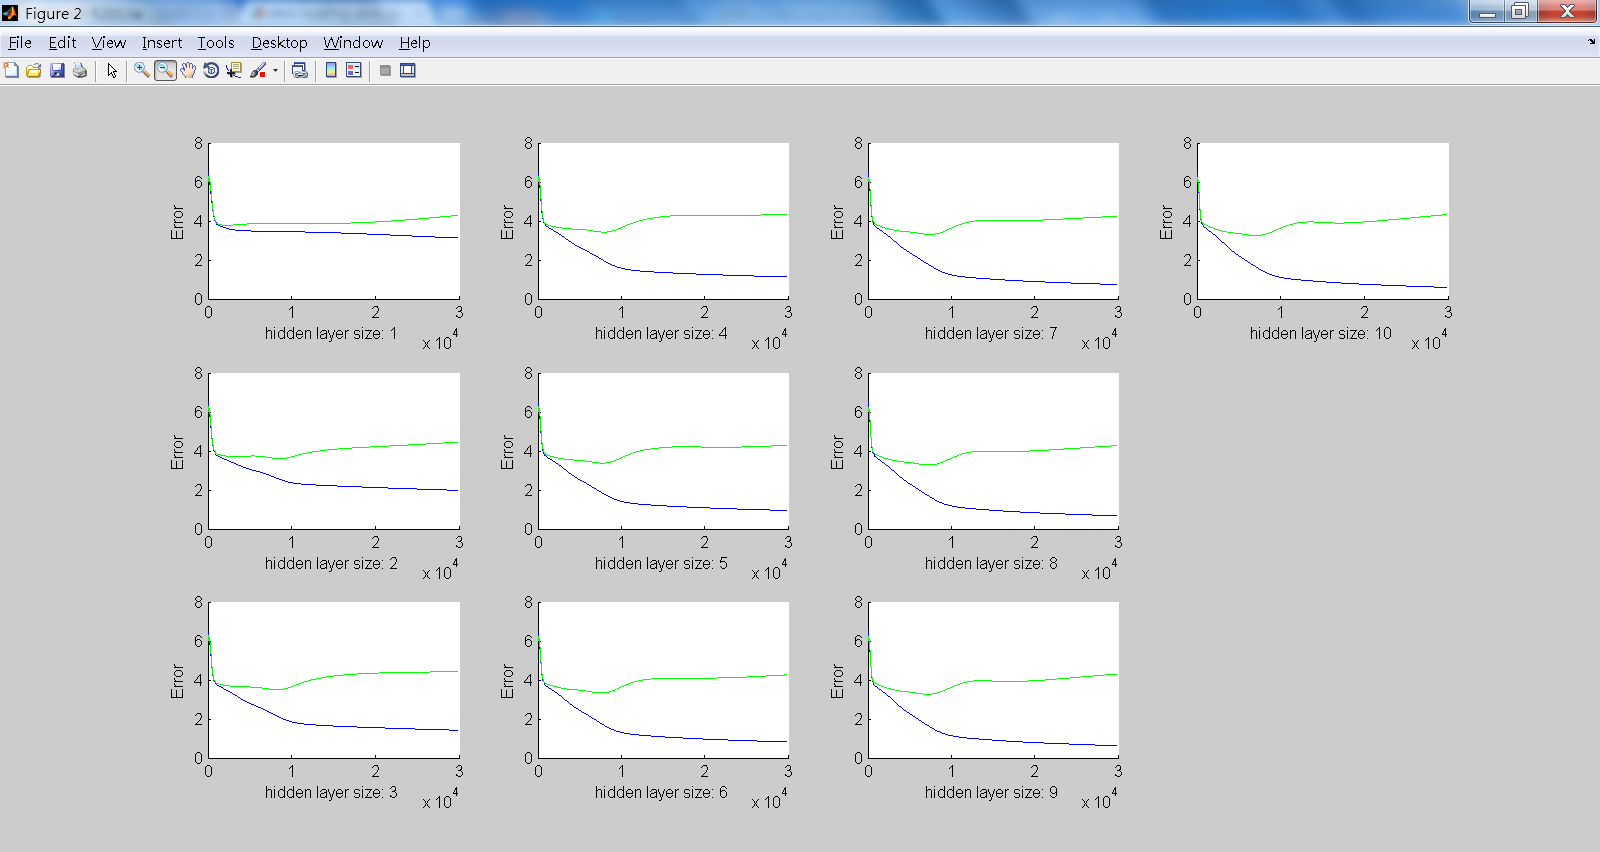 Figure 2
File Edit View Insert Tools Desktop Window Help
8
6
4
2
0
Error
0 1 2 3
hidden layer size: 1
x 10^4
8
6
4
2
0
Error
0 1 2 3
hidden layer size: 4
x 10^4
8
6
4
2
0
Error
0 1 2 3
hidden layer size: 7
x 10^4
8
6
4
2
0
Error
0 1 2 3
hidden layer size: 10
x 10^4
8
6
4
2
0
Error
0 1 2 3
hidden layer size: 2
x 10^4
8
6
4
2
0
Error
0 1 2 3
hidden layer size: 5
x 10^4
8
6
4
2
0
Error
0 1 2 3
hidden layer size: 8
x 10^4
8
6
4
2
0
Error
0 1 2 3
hidden layer size: 3
x 10^4
8
6
4
2
0
Error
0 1 2 3
hidden layer size: 6
x 10^4
8
6
4
2
0
Error
0 1 2 3
hidden layer size: 9
x 10^4